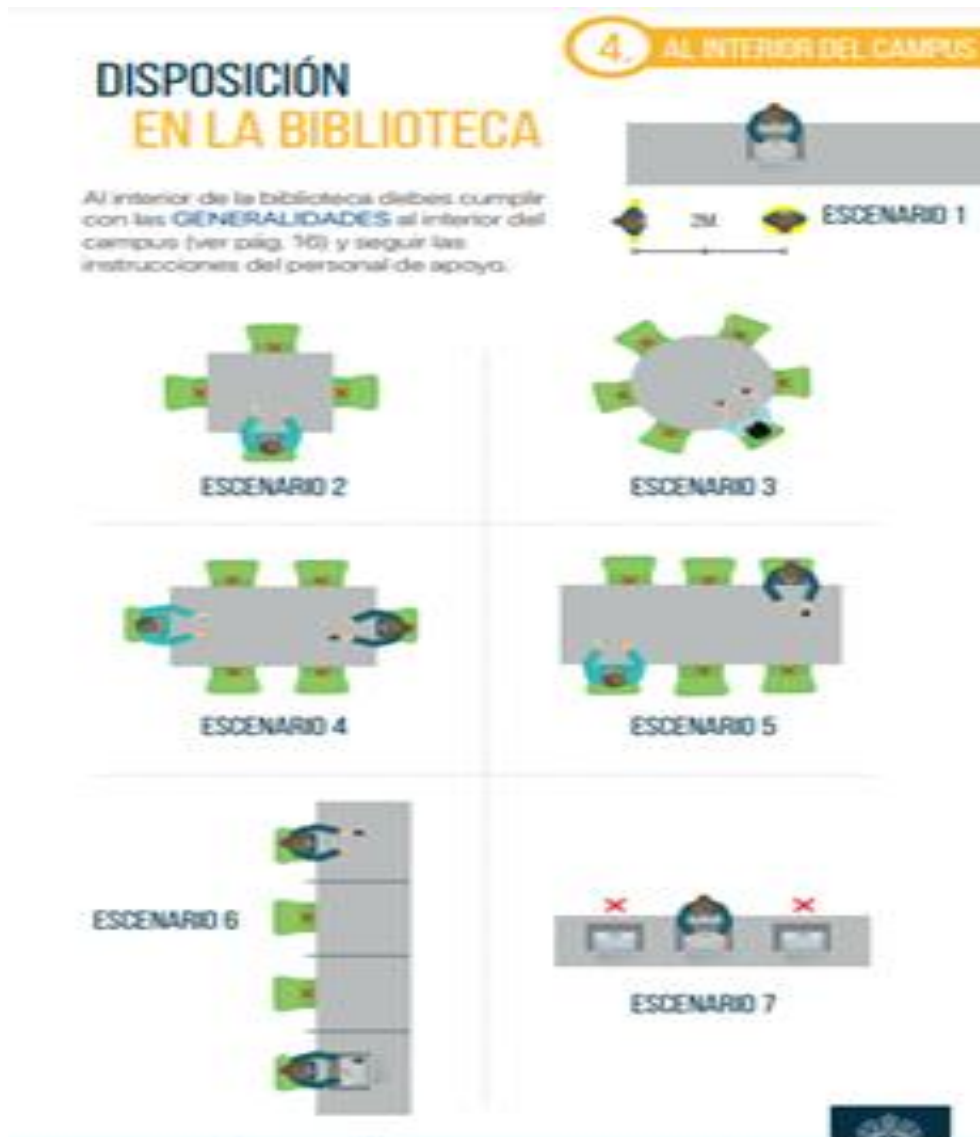 4. AL INTERIOR DEL CAMPUS
DISPOSICIÓN
EN LA BIBLIOTECA
Al interior de la biblioteca debes cumplir
con las GENERALIDADES al interior del
campus (ver pág. 16) y seguir las
instrucciones del personal de apoyo.
2M.
ESCENARIO 1
ESCENARIO 2
ESCENARIO 3
ESCENARIO 4
ESCENARIO 5
ESCENARIO 6
ESCENARIO 7